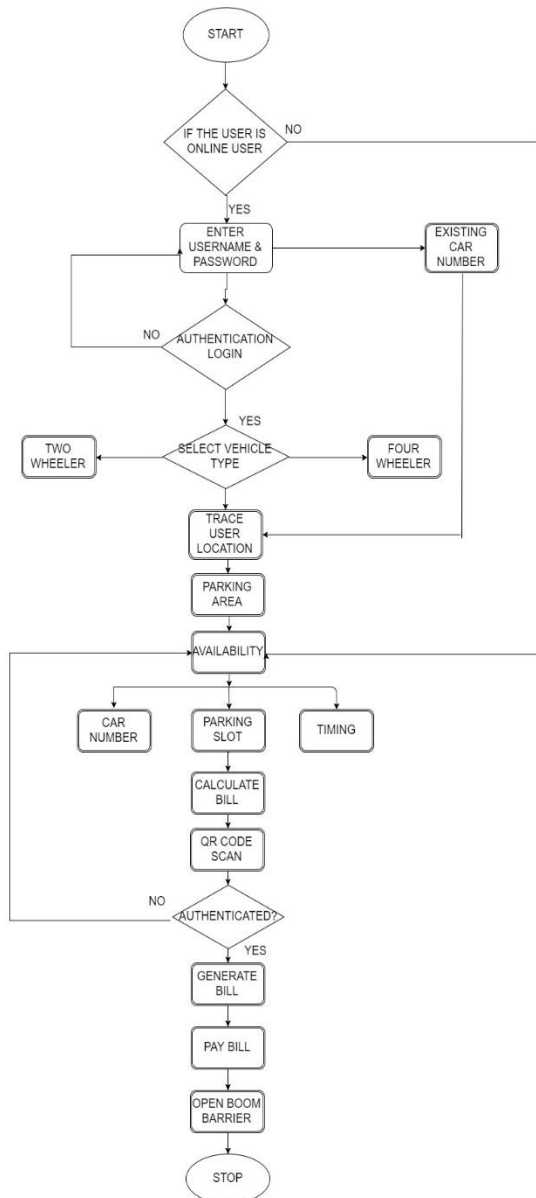 START
IF THE USER IS
ONLINE USER
NO
YES
ENTER
USERNAME &
PASSWORD
EXISTING
CAR
NUMBER
NO
AUTHENTICATION
LOGIN
YES
TWO
WHEELER
SELECT VEHICLE
TYPE
FOUR
WHEELER
TRACE
USER
LOCATION
PARKING
AREA
AVAILABILITY
CAR
NUMBER
PARKING
SLOT
TIMING
CALCULATE
BILL
QR CODE
SCAN
NO
AUTHENTICATED?
YES
GENERATE
BILL
PAY BILL
OPEN BOOM
BARRIER
STOP